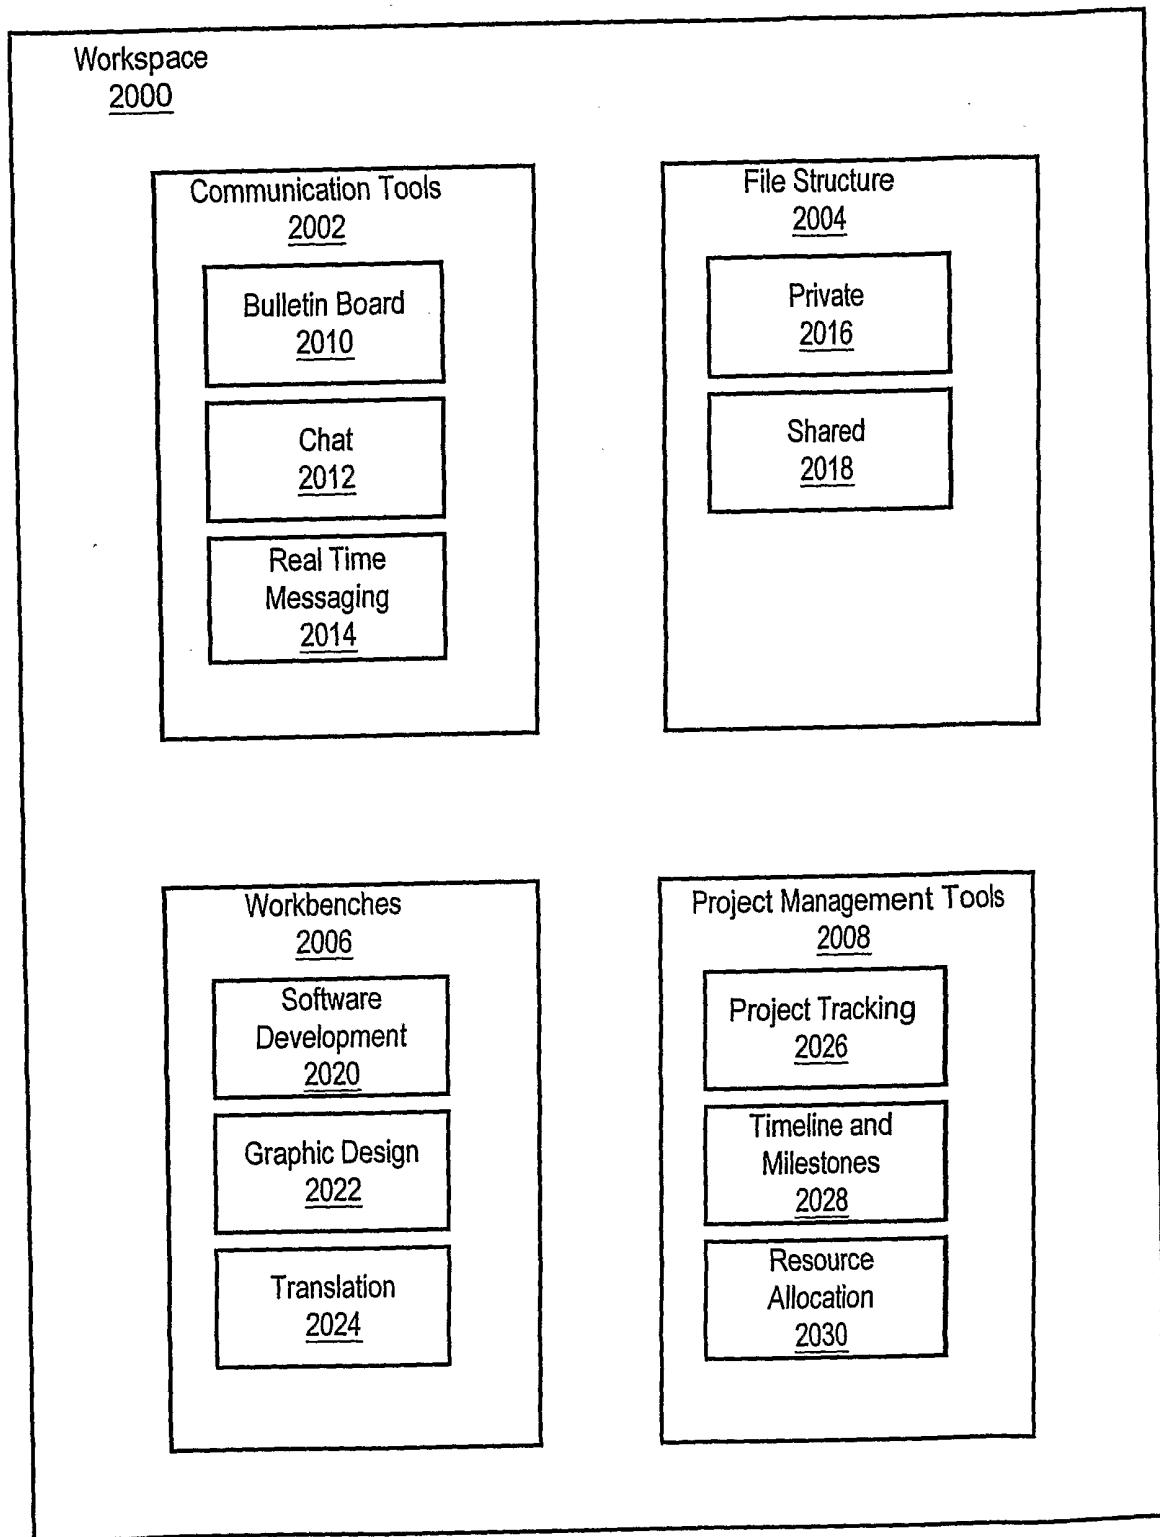 Workspace
2000
Communication Tools
2002
Bulletin Board
2010
Chat
2012
Real Time
Messaging
2014
File Structure
2004
Private
2016
Shared
2018
Workbenches
2006
Software
Development
2020
Graphic Design
2022
Translation
2024
Project Management Tools
2008
Project Tracking
2026
Timeline and
Milestones
2028
Resource
Allocation
2030